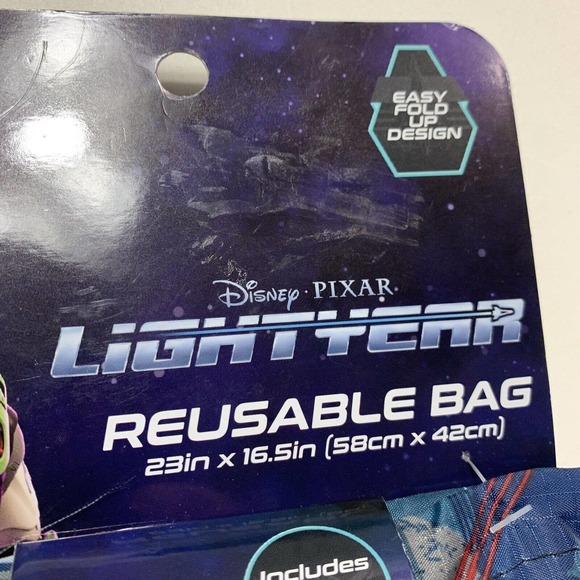 EASY
FOLD
UP
DESIGN
Disney · PIXAR
LIGHTYEAR
REUSABLE BAG
23in x 16.5in (58cm x 42cm)
Includes